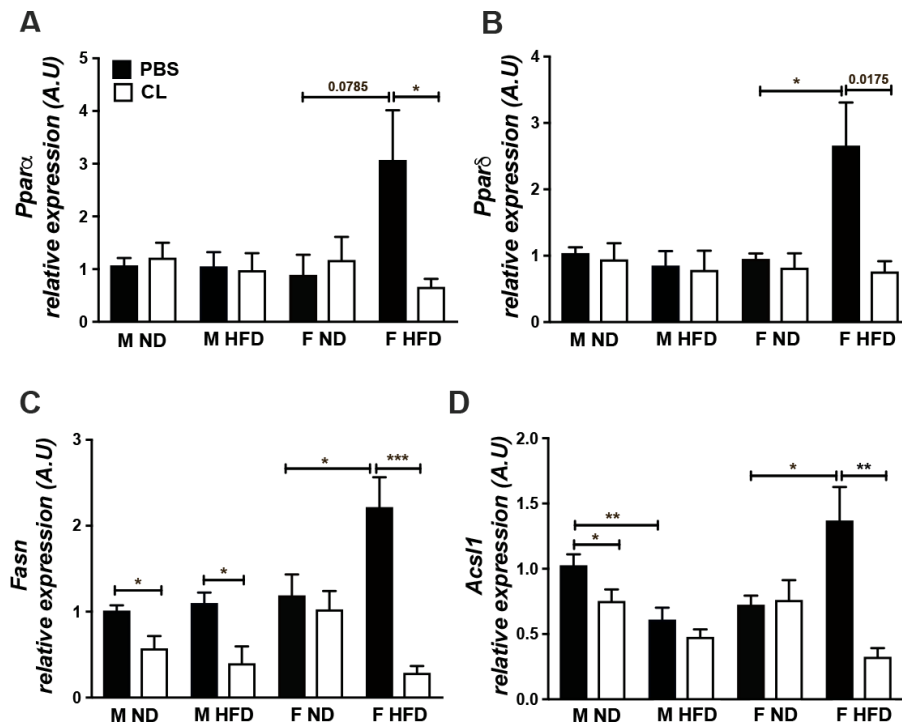 A
PBS
CL
Pparα
relative expression (A.U)
5
4
3
2
1
0
0.0785
*
M ND
M HFD
F ND
F HFD
B
Pparδ
relative expression (A.U)
4
3
2
1
0
*
0.0175
M ND
M HFD
F ND
F HFD
C
Fasn
relative expression (A.U)
3
2
1
0
*
*
*
***
M ND
M HFD
F ND
F HFD
D
Acsl1
relative expression (A.U)
2.0
1.5
1.0
0.5
0.0
**
*
*
**
M ND
M HFD
F ND
F HFD